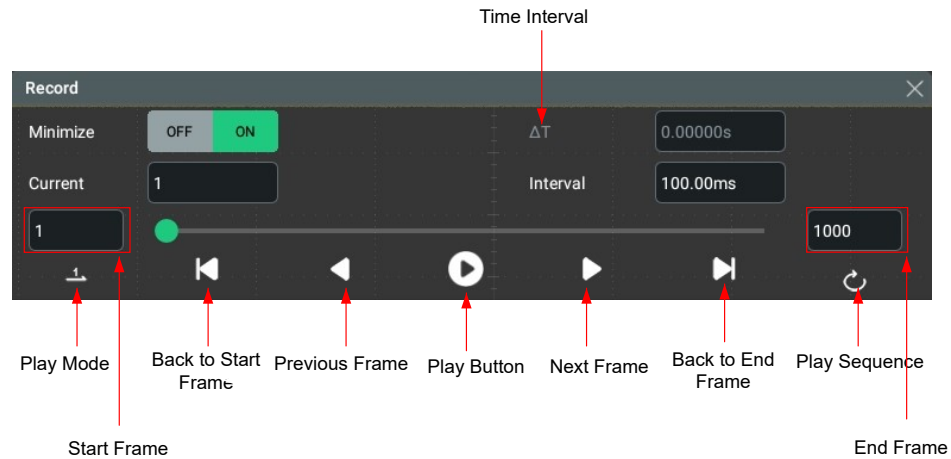 Time Interval
Record
Minimize OFF ON ΔT 0.00000s
Current 1 Interval 100.00ms
1 1000
1
Play Mode Back to Start Frame Previous Frame Play Button Next Frame Back to End Frame Play Sequence
Start Frame End Frame